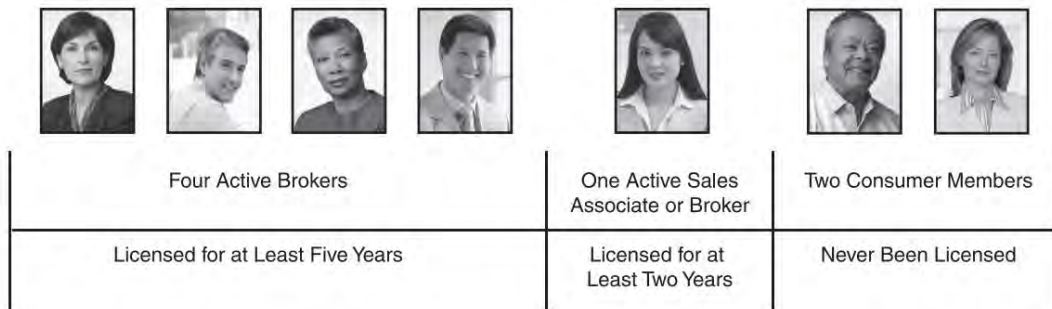 Four Active Brokers
One Active Sales
Associate or Broker
Two Consumer Members
Licensed for at Least Five Years
Licensed for at
Least Two Years
Never Been Licensed